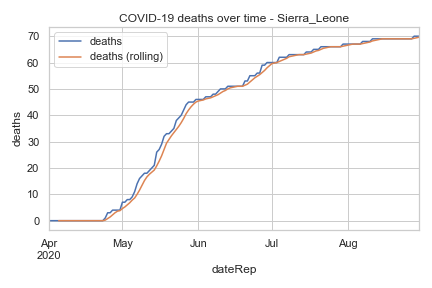 COVID-19 deaths over time - Sierra_Leone
deaths
deaths (rolling)
70
60
50
40
30
20
10
0
deaths
Apr
2020
May
Jun
Jul
Aug
dateRep